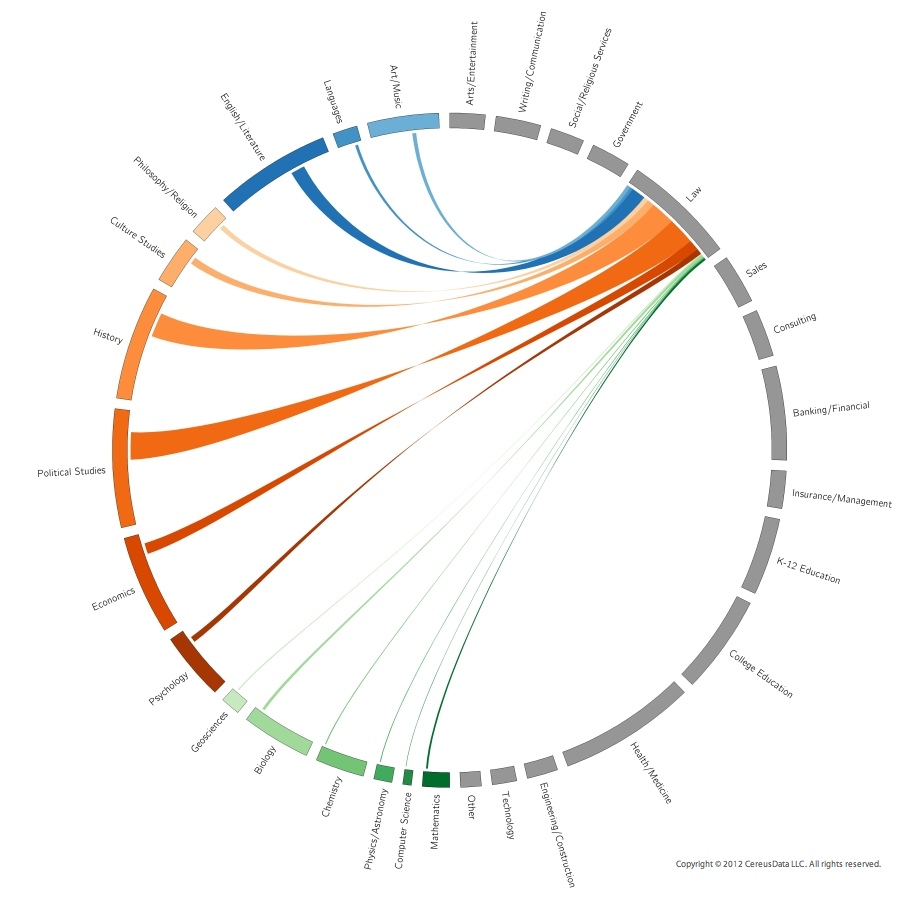 Arts/Entertainment
Writing/Communication
Social/Religious Services
Government
Law
Sales
Consulting
Banking/Financial
Insurance/Management
K-12 Education
College Education
Health/Medicine
Engineering/Construction
Technology
Other
Mathematics
Computer Science
Physics/Astronomy
Chemistry
Biology
Geosciences
Psychology
Economics
Political Studies
History
Culture Studies
Philosophy/Religion
English/Literature
Languages
Art/Music
Copyright © 2012 CereusData LLC. All rights reserved.